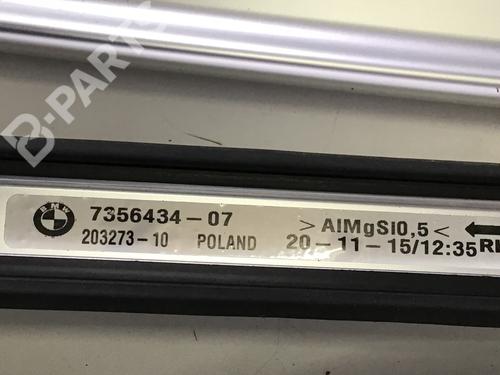 B-PARTS
BMW
7356434-07 >AlMgSi0,5<
203273-10 POLAND 20-11-15/12:35